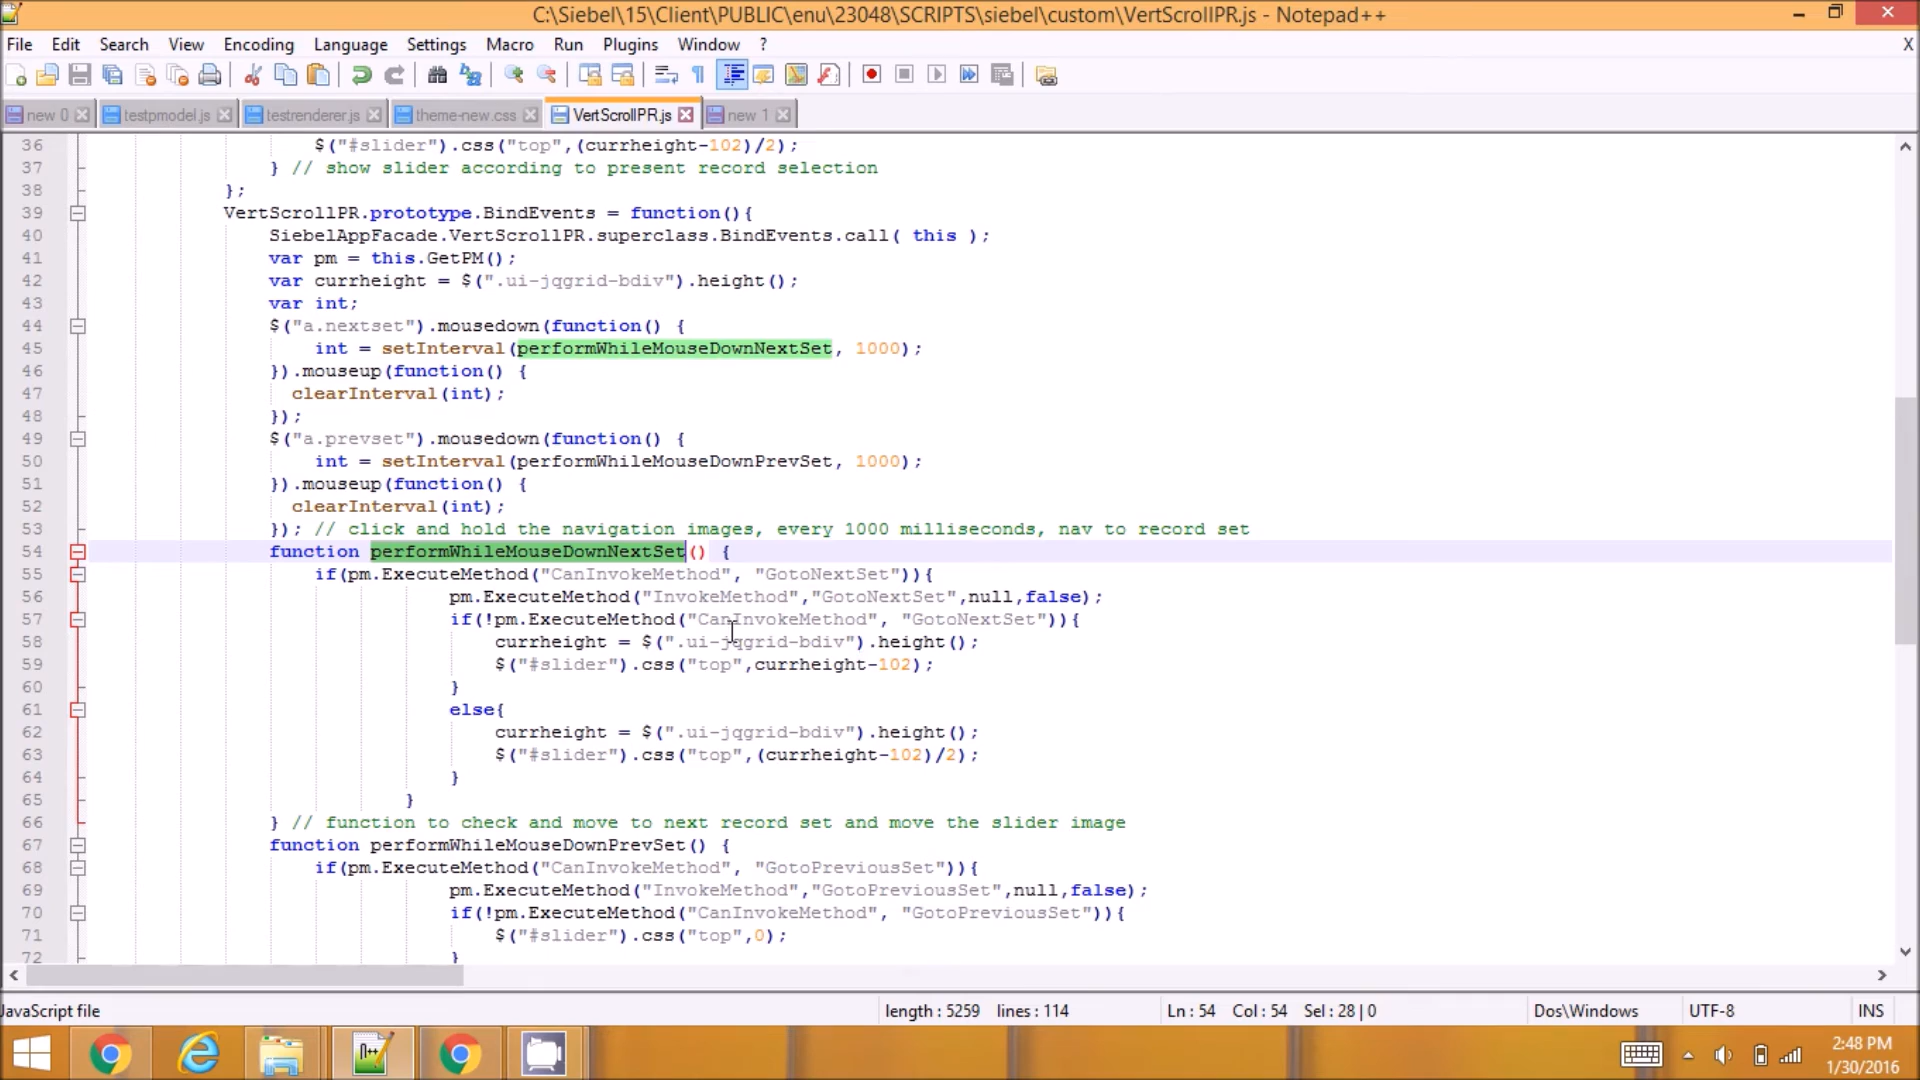 C:\Siebel\15\Client\PUBLIC\enu\23048\SCRIPTS\siebel\custom\VertScrollPR.js - Notepad++
File Edit Search View Encoding Language Settings Macro Run Plugins Window ? X
new 0 testpmodel.js testrenderer.js theme-new.css VertScrollPR.js new 1
36 $("#slider").css("top",(currheight-102)/2);
37 } // show slider according to present record selection
38 };
39 VertScrollPR.prototype.BindEvents = function(){
40 SiebelAppFacade.VertScrollPR.superclass.BindEvents.call( this );
41 var pm = this.GetPM();
42 var currheight = $(".ui-jqgrid-bdiv").height();
43 var int;
44 $("a.nextset").mousedown(function() {
45 int = setInterval(performWhileMouseDownNextSet, 1000);
46 }).mouseup(function() {
47 clearInterval(int);
48 });
49 $("a.prevset").mousedown(function() {
50 int = setInterval(performWhileMouseDownPrevSet, 1000);
51 }).mouseup(function() {
52 clearInterval(int);
53 }); // click and hold the navigation images, every 1000 milliseconds, nav to record set
54 function performWhileMouseDownNextSet() {
55 if(pm.ExecuteMethod("CanInvokeMethod", "GotoNextSet")){
56 pm.ExecuteMethod("InvokeMethod","GotoNextSet",null,false);
57 if(!pm.ExecuteMethod("CanInvokeMethod", "GotoNextSet")){
58 currheight = $(".ui-jqgrid-bdiv").height();
59 $("#slider").css("top",currheight-102);
60 }
61 else{
62 currheight = $(".ui-jqgrid-bdiv").height();
63 $("#slider").css("top",(currheight-102)/2);
64 }
65 }
66 } // function to check and move to next record set and move the slider image
67 function performWhileMouseDownPrevSet() {
68 if(pm.ExecuteMethod("CanInvokeMethod", "GotoPreviousSet")){
69 pm.ExecuteMethod("InvokeMethod","GotoPreviousSet",null,false);
70 if(!pm.ExecuteMethod("CanInvokeMethod", "GotoPreviousSet")){
71 $("#slider").css("top",0);
72 }
JavaScript file length : 5259 lines : 114 Ln : 54 Col : 54 Sel : 28 | 0 Dos\Windows UTF-8 INS
2:48 PM
1/30/2016